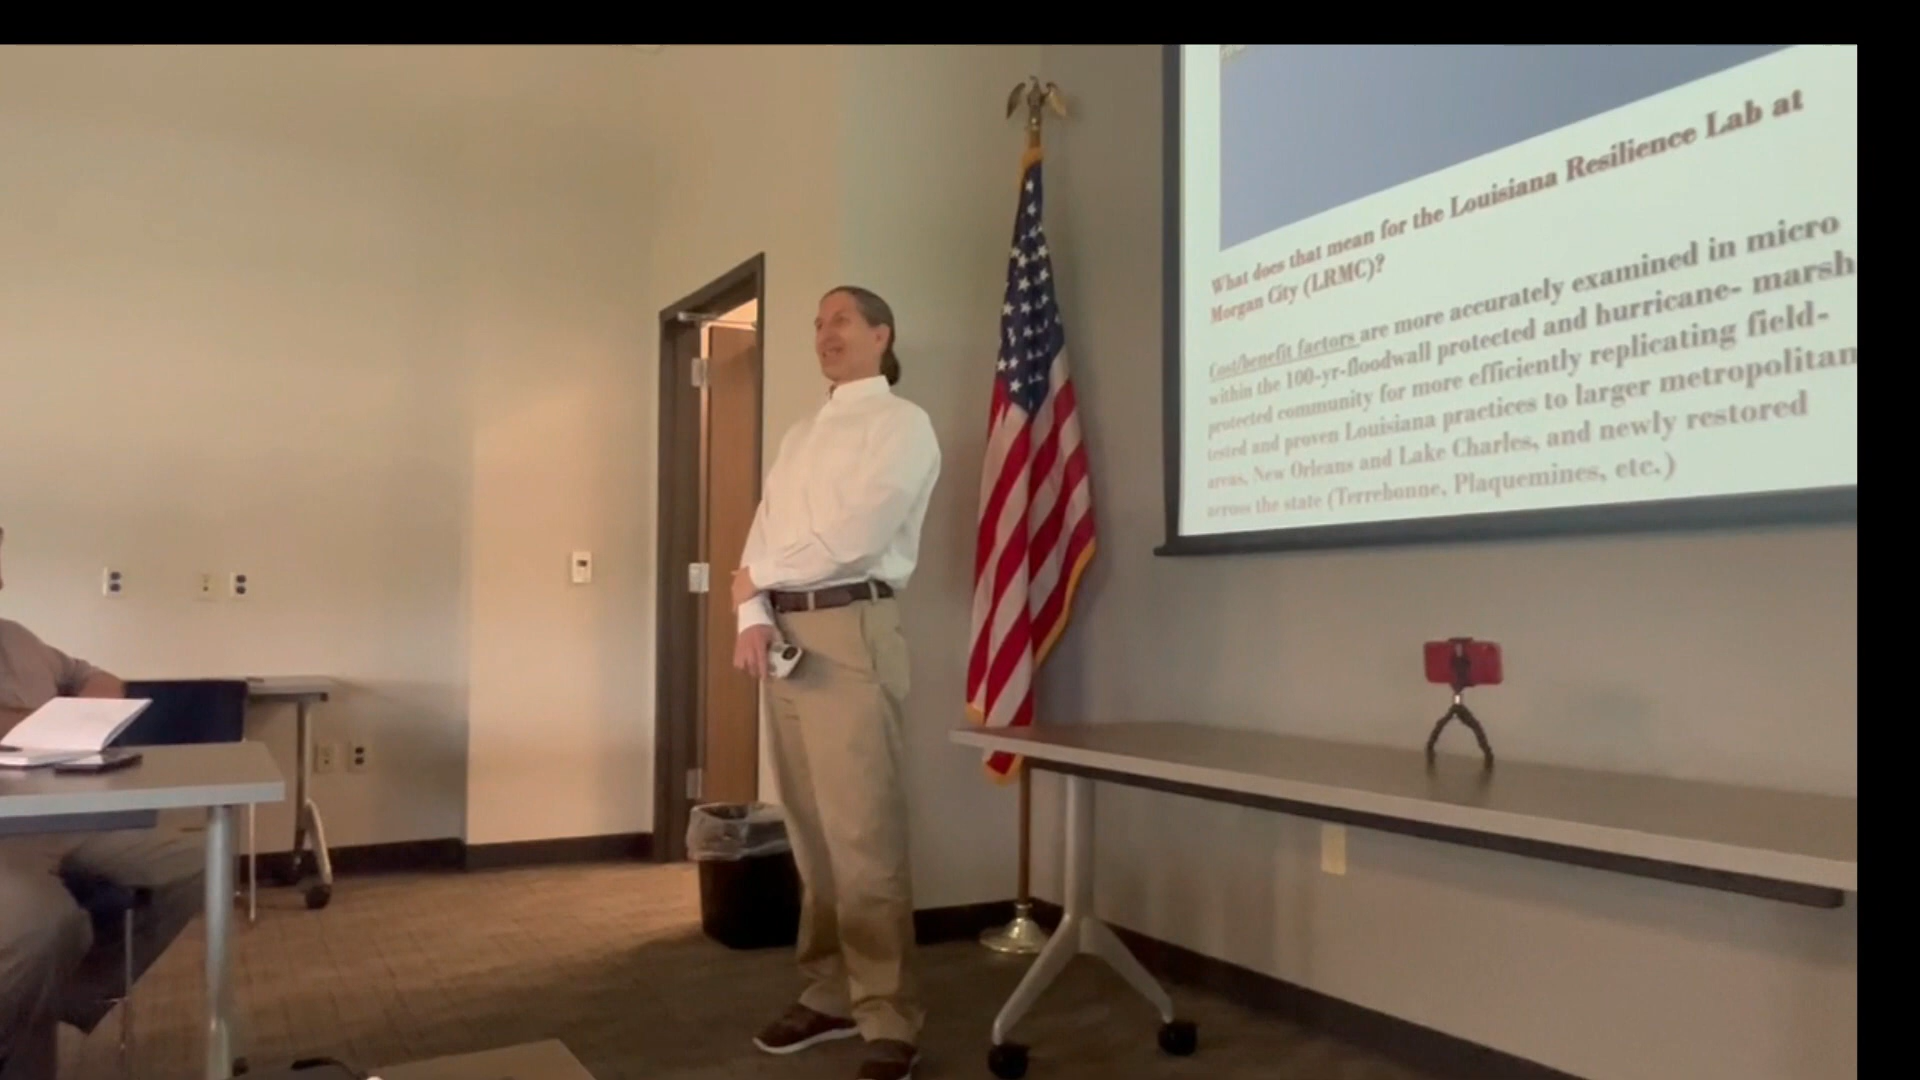 What does that mean for the Louisiana Resilience Lab at
Morgan City (LRMC)?
Cost/benefit factors are more accurately examined in micro
within the 100-yr-floodwall protected and hurricane- marsh
protected community for more efficiently replicating field-
tested and proven Louisiana practices to larger metropolitan
areas, New Orleans and Lake Charles, and newly restored
across the state (Terrebonne, Plaquemines, etc.)